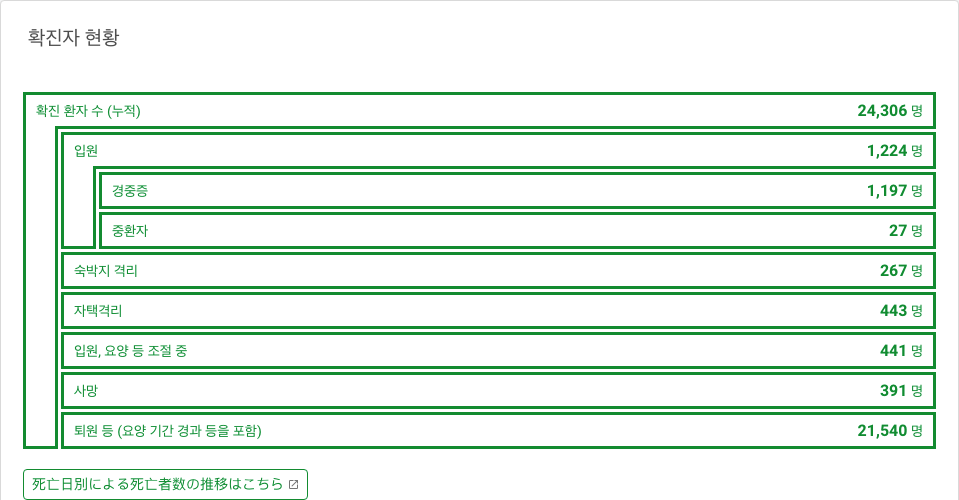 확진자 현황
확진 환자 수 (누적) 24,306 명
입원 1,224 명
경중증 1,197 명
중환자 27 명
숙박지 격리 267 명
자택격리 443 명
입원, 요양 등 조절 중 441 명
사망 391 명
퇴원 등 (요양 기간 경과 등을 포함) 21,540 명
死亡日別による死亡者数の推移はこちら